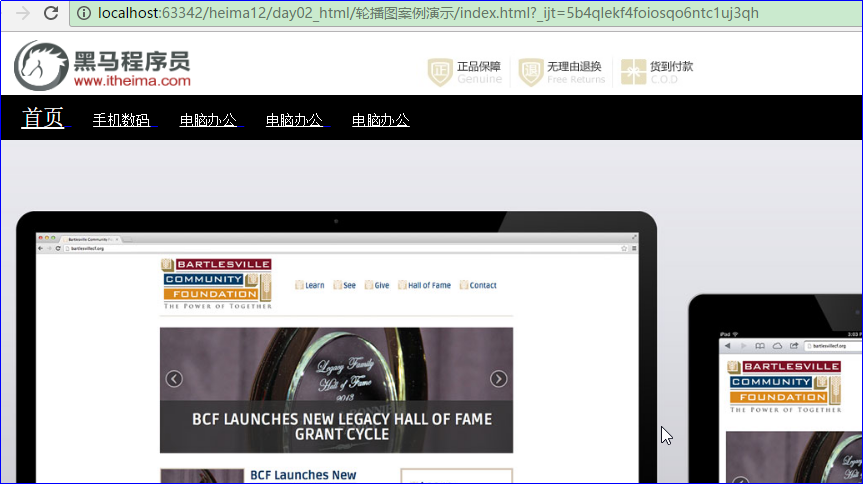 localhost:63342/heima12/day02_html/轮播图案例演示/index.html?_ijt=5b4qlekf4foiosqo6ntc1uj3qh
黑马程序员
www.itheima.com
正品保障
Genuine
无理由退换
Free Returns
货到付款
C.O.D
首页 手机数码 电脑办公 电脑办公 电脑办公
Bartlesville Community
bartlesvillecf.org
BARTLESVILLE
COMMUNITY
FOUNDATION
THE POWER OF TOGETHER
Learn See Give Hall of Fame Contact
Legacy Family
Hall of Fame
2013
BCF LAUNCHES NEW LEGACY HALL OF FAME
GRANT CYCLE
BCF Launches New
iPad
bartlesvillecf.org
BARTLESVILLE
COMMUNITY
FOUNDATION
THE POWER OF TOGETHER